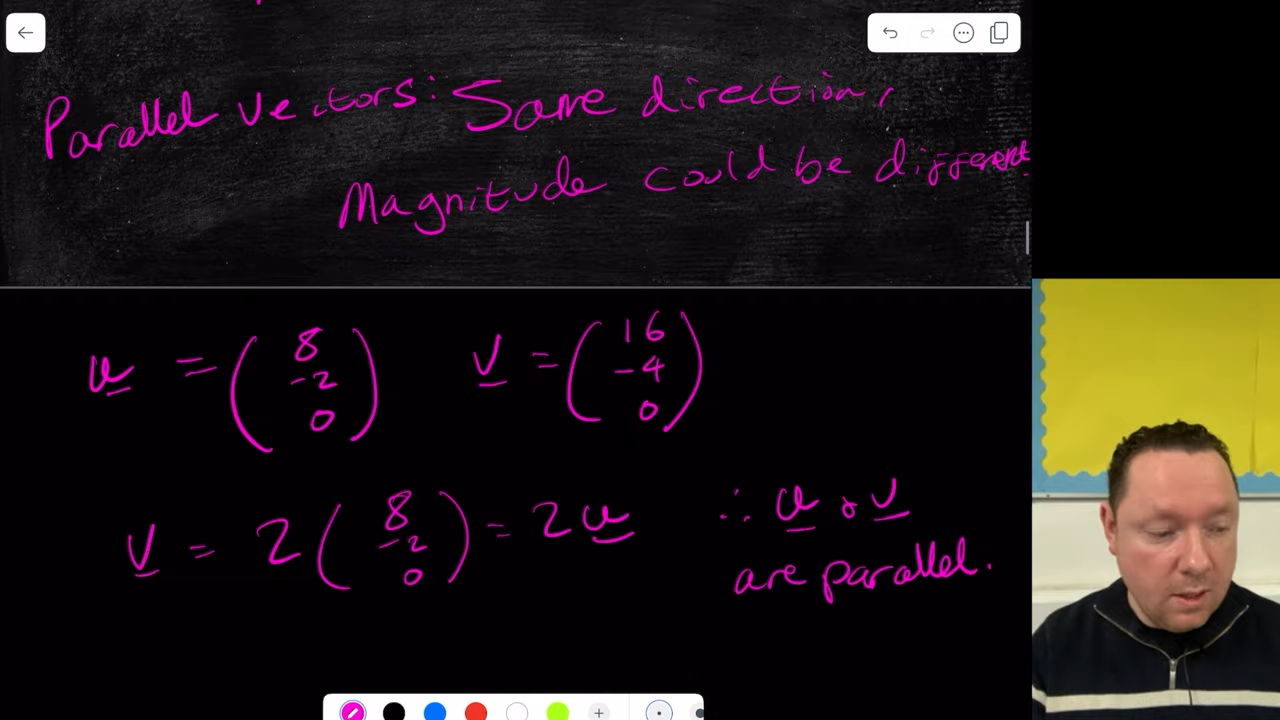 Parallel vectors: Same direction,
Magnitude could be different.
u = (8 -2 0) v = (16 -4 0)
v = 2 (8 -2 0) = 2u ∴ u & v
are parallel.